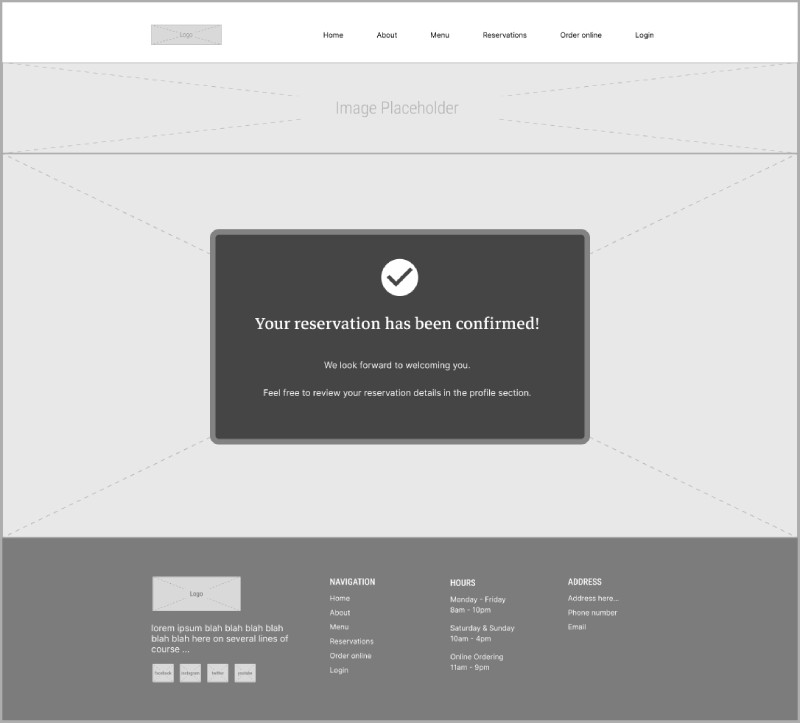 Logo
Home About Menu Reservations Order online Login
Image Placeholder
Your reservation has been confirmed!
We look forward to welcoming you.
Feel free to review your reservation details in the profile section.
Logo
lorem ipsum blah blah blah blah
blah blah here on several lines of
course ...
facebook instagram twitter youtube
NAVIGATION
Home
About
Menu
Reservations
Order online
Login
HOURS
Monday - Friday
8am - 10pm
Saturday & Sunday
10am - 4pm
Online Ordering
11am - 9pm
ADDRESS
Address here...
Phone number
Email